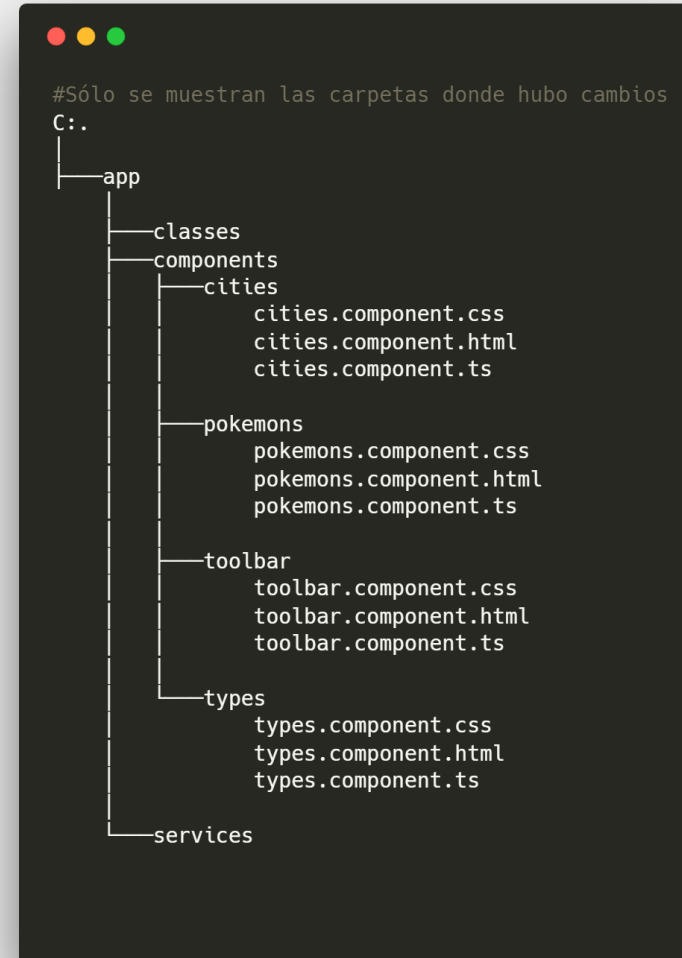 #Sólo se muestran las carpetas donde hubo cambios
C:.
app
classes
components
cities
cities.component.css
cities.component.html
cities.component.ts
pokemons
pokemons.component.css
pokemons.component.html
pokemons.component.ts
toolbar
toolbar.component.css
toolbar.component.html
toolbar.component.ts
types
types.component.css
types.component.html
types.component.ts
services